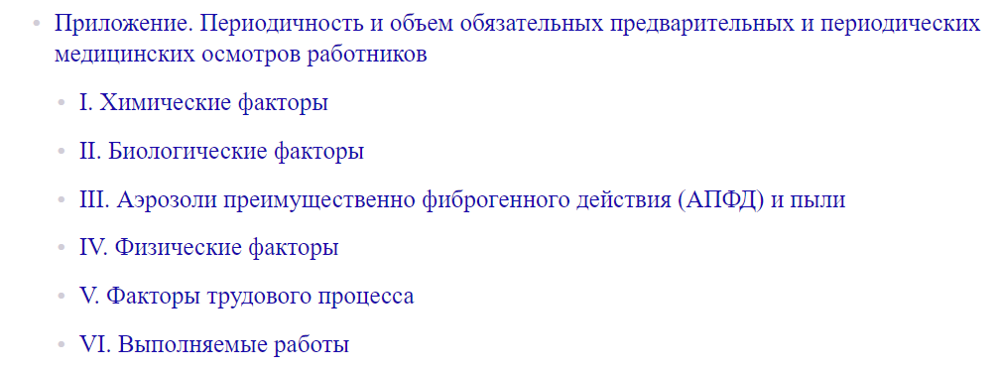 Приложение. Периодичность и объем обязательных предварительных и периодических
медицинских осмотров работников
I. Химические факторы
II. Биологические факторы
III. Аэрозоли преимущественно фиброгенного действия (АПФД) и пыли
IV. Физические факторы
V. Факторы трудового процесса
VI. Выполняемые работы